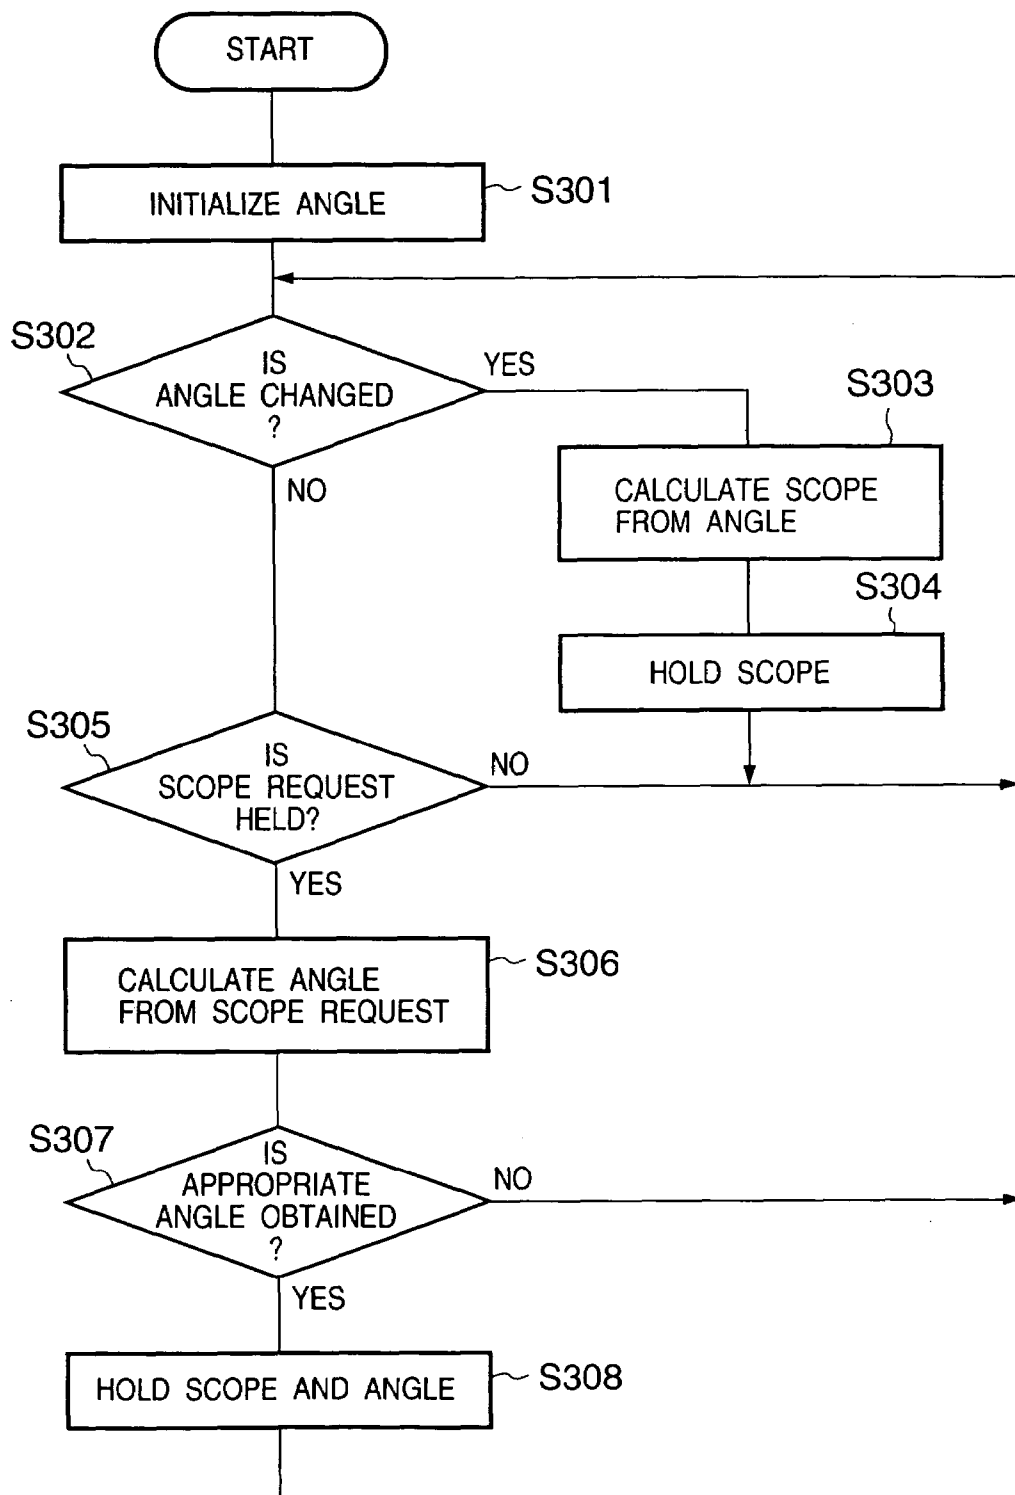 START
INITIALIZE ANGLE
S301
S302
IS
ANGLE CHANGED
?
YES
NO
S303
CALCULATE SCOPE
FROM ANGLE
S304
HOLD SCOPE
S305
IS
SCOPE REQUEST
HELD?
NO
YES
CALCULATE ANGLE
FROM SCOPE REQUEST
S306
S307
IS
APPROPRIATE
ANGLE OBTAINED
?
NO
YES
HOLD SCOPE AND ANGLE
S308